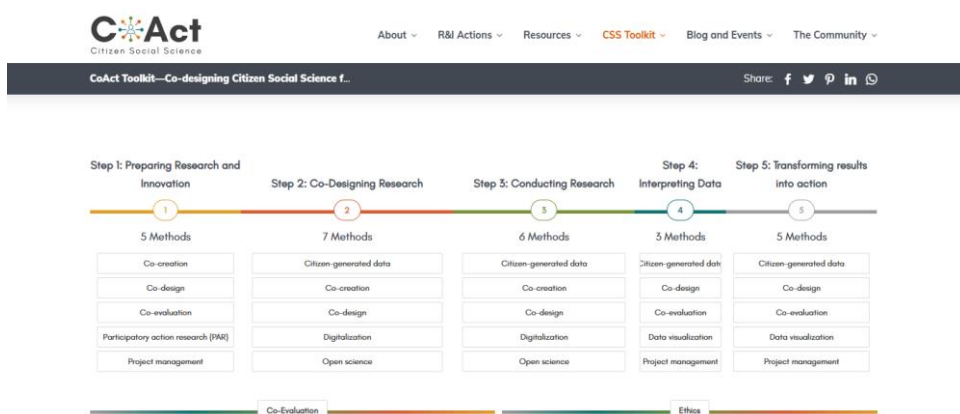 CoAct
Citizen Social Science
About
R&I Actions
Resources
CSS Toolkit
Blog and Events
The Community
CoAct Toolkit—Co-designing Citizen Social Science f...
Share:
Step 1: Preparing Research and
Innovation
Step 2: Co-Designing Research
Step 3: Conducting Research
Step 4:
Interpreting Data
Step 5: Transforming results
into action
1
2
3
4
5
5 Methods
7 Methods
6 Methods
3 Methods
5 Methods
Co-creation
Citizen-generated data
Citizen-generated data
Citizen-generated data
Citizen-generated data
Co-design
Co-creation
Co-creation
Co-design
Co-design
Co-evaluation
Co-design
Co-design
Co-evaluation
Co-evaluation
Participatory action research (PAR)
Digitalization
Digitalization
Data visualization
Data visualization
Project management
Open science
Open science
Project management
Project management
Co-Evaluation
Ethics